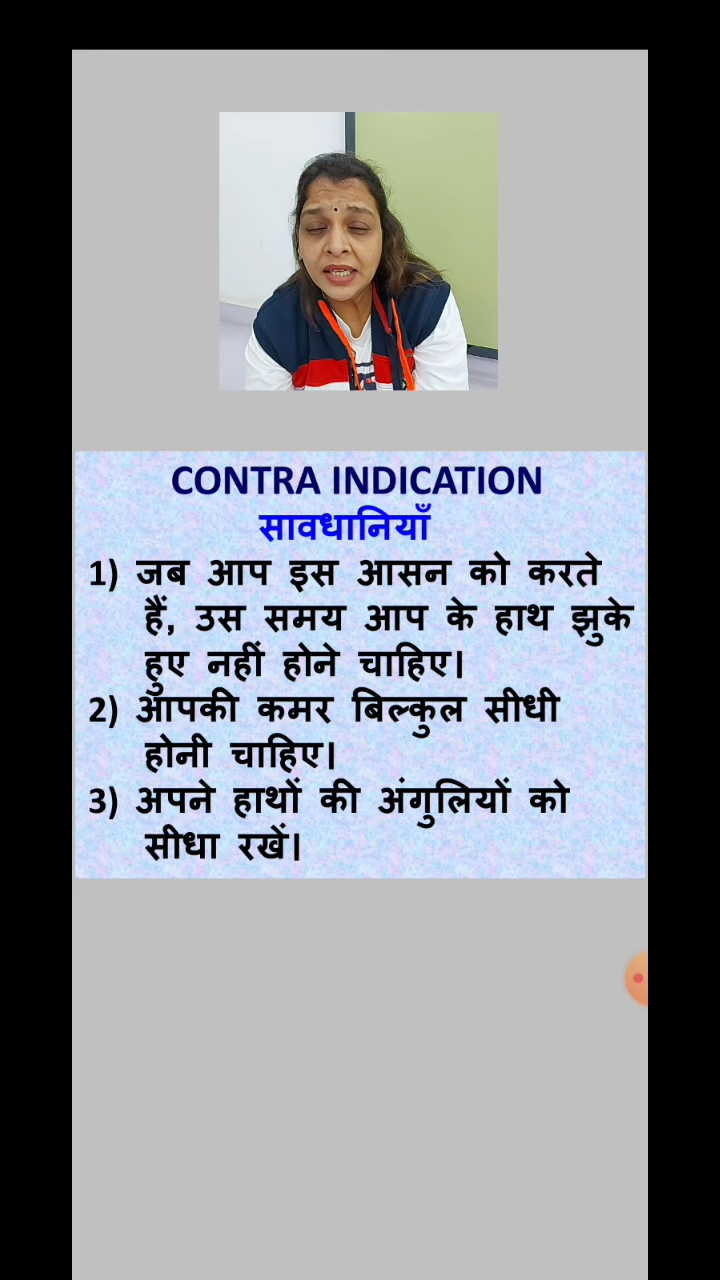 CONTRA INDICATION
सावधानियाँ
1) जब आप इस आसन को करते
हैं, उस समय आप के हाथ झुके
हुए नहीं होने चाहिए।
2) आपकी कमर बिल्कुल सीधी
होनी चाहिए।
3) अपने हाथों की अंगुलियों को
सीधा रखें।